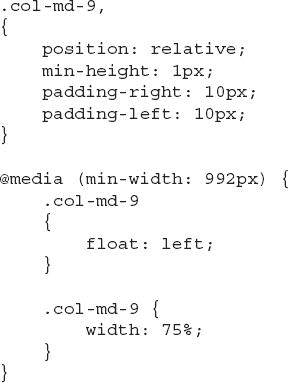 .col-md-9,
{
    position: relative;
    min-height: 1px;
    padding-right: 10px;
    padding-left: 10px;
}

@media (min-width: 992px) {
    .col-md-9
    {
        float: left;
    }

    .col-md-9 {
        width: 75%;
    }
}